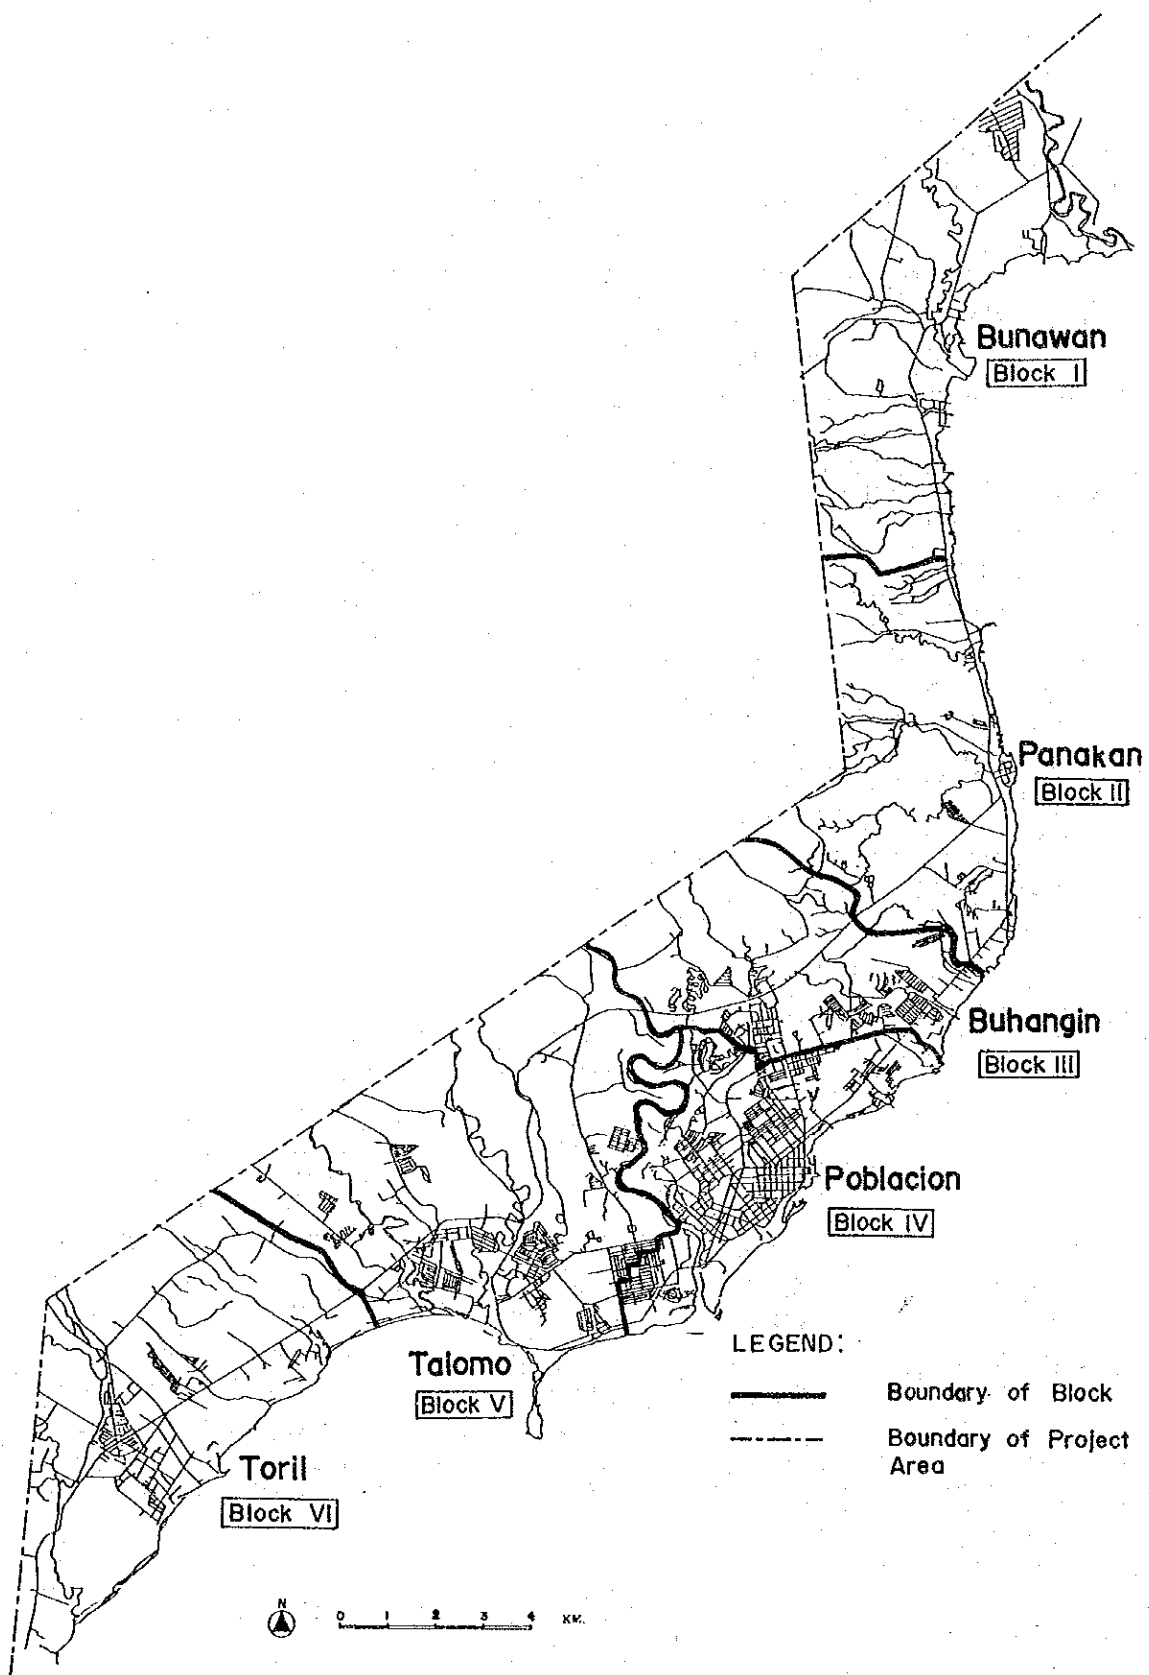 Bunawan
Block I
Panakan
Block II
Buhangin
Block III
Poblacion
Block IV
LEGEND:
Talomo
Block V
Boundary of Block
Boundary of Project
Area
Toril
Block VI
N
0 1 2 3 4 KM.